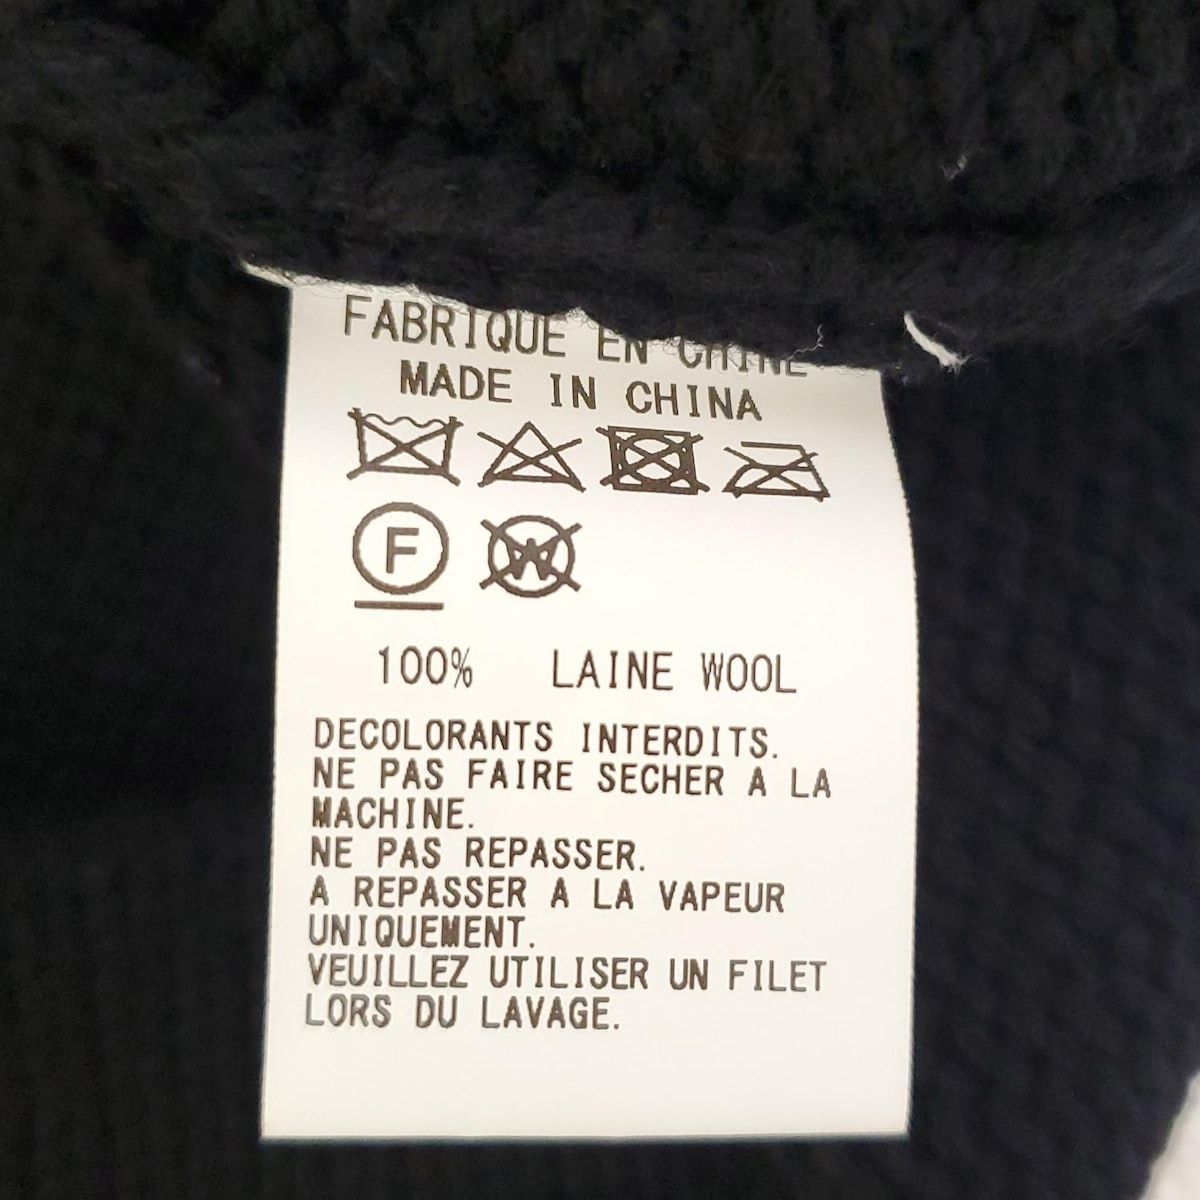 FABRIQUE EN CHINE
MADE IN CHINA
F
W
100% LAINE WOOL
DECOLORANTS INTERDITS.
NE PAS FAIRE SECHER A LA
MACHINE.
NE PAS REPASSER.
A REPASSER A LA VAPEUR
UNIQUEMENT.
VEUILLEZ UTILISER UN FILET
LORS DU LAVAGE.